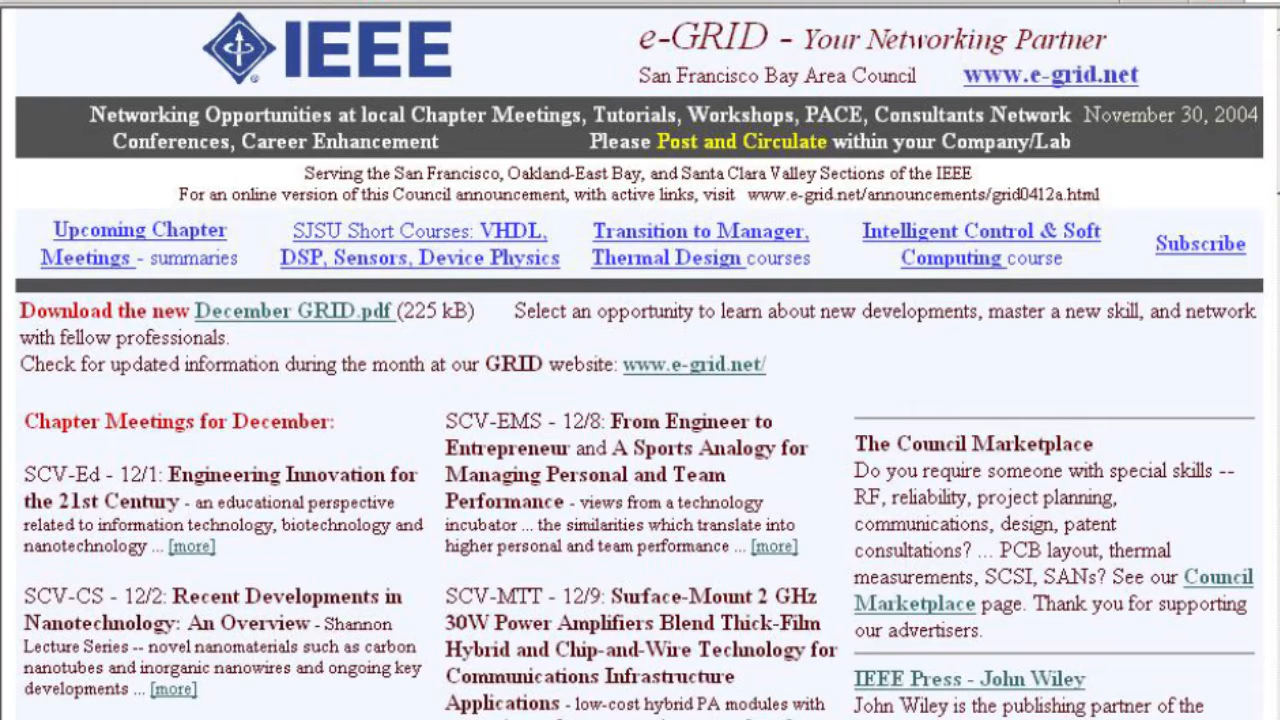 IEEE
e-GRID - Your Networking Partner
San Francisco Bay Area Council www.e-grid.net
Networking Opportunities at local Chapter Meetings, Tutorials, Workshops, PACE, Consultants Network November 30, 2004
Conferences, Career Enhancement Please Post and Circulate within your Company/Lab
Serving the San Francisco, Oakland-East Bay, and Santa Clara Valley Sections of the IEEE
For an online version of this Council announcement, with active links, visit www.e-grid.net/announcements/grid0412a.html
Upcoming Chapter
Meetings - summaries
SJSU Short Courses: VHDL,
DSP, Sensors, Device Physics
Transition to Manager,
Thermal Design courses
Intelligent Control & Soft
Computing course
Subscribe
Download the new December GRID.pdf (225 kB) Select an opportunity to learn about new developments, master a new skill, and network
with fellow professionals.
Check for updated information during the month at our GRID website: www.e-grid.net/
Chapter Meetings for December:
SCV-Ed - 12/1: Engineering Innovation for
the 21st Century - an educational perspective
related to information technology, biotechnology and
nanotechnology ... [more]
SCV-CS - 12/2: Recent Developments in
Nanotechnology: An Overview - Shannon
Lecture Series -- novel nanomaterials such as carbon
nanotubes and inorganic nanowires and ongoing key
developments ... [more]
SCV-EMS - 12/8: From Engineer to
Entrepreneur and A Sports Analogy for
Managing Personal and Team
Performance - views from a technology
incubator ... the similarities which translate into
higher personal and team performance ... [more]
SCV-MTT - 12/9: Surface-Mount 2 GHz
30W Power Amplifiers Blend Thick-Film
Hybrid and Chip-and-Wire Technology for
Communications Infrastructure
Applications - low-cost hybrid PA modules with
The Council Marketplace
Do you require someone with special skills --
RF, reliability, project planning,
communications, design, patent
consultations? ... PCB layout, thermal
measurements, SCSI, SANs? See our Council
Marketplace page. Thank you for supporting
our advertisers.
IEEE Press - John Wiley
John Wiley is the publishing partner of the